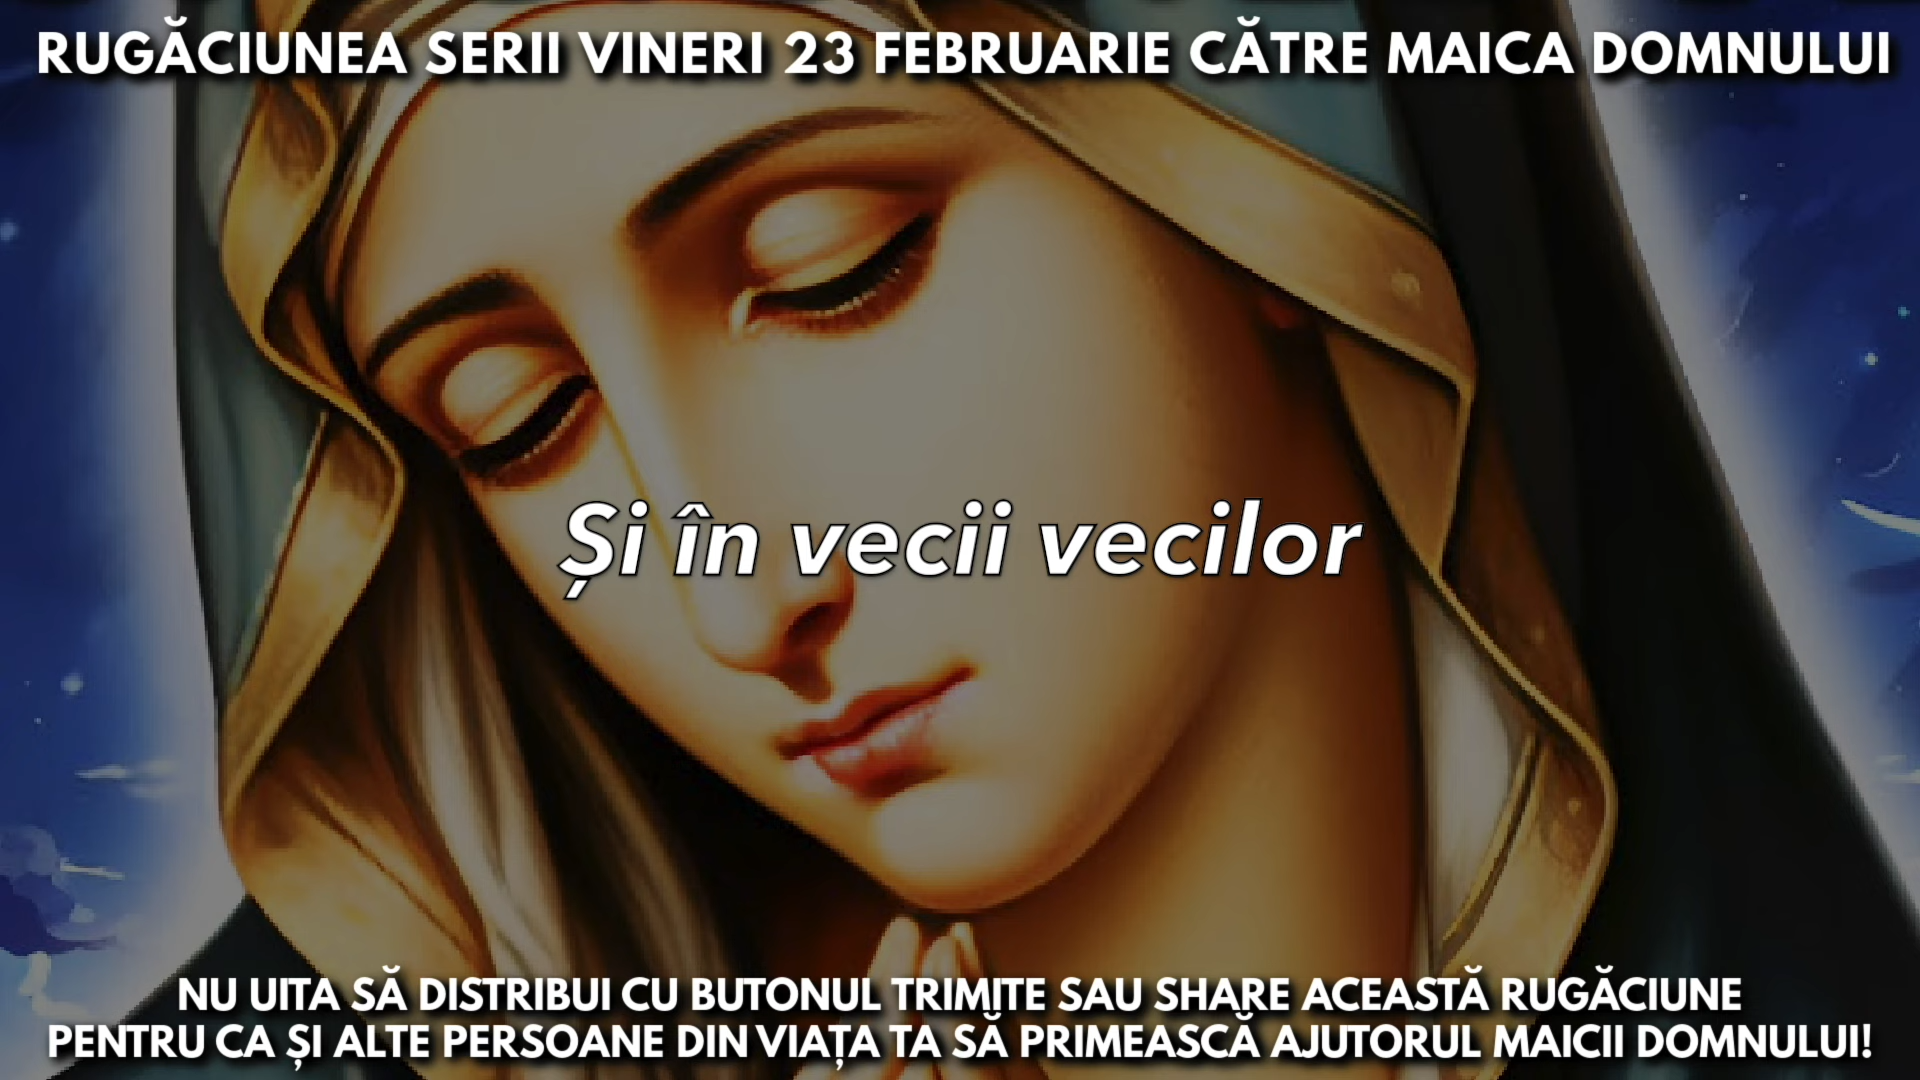 RUGĂCIUNEA SERII VINERI 23 FEBRUARIE CĂTRE MAICA DOMNULUI
Și în vecii vecilor
NU UITA SĂ DISTRIBUI CU BUTONUL TRIMITE SAU SHARE ACEASTĂ RUGĂCIUNE
PENTRU CA ȘI ALTE PERSOANE DIN VIAȚA TA SĂ PRIMEASCĂ AJUTORUL MAICII DOMNULUI!